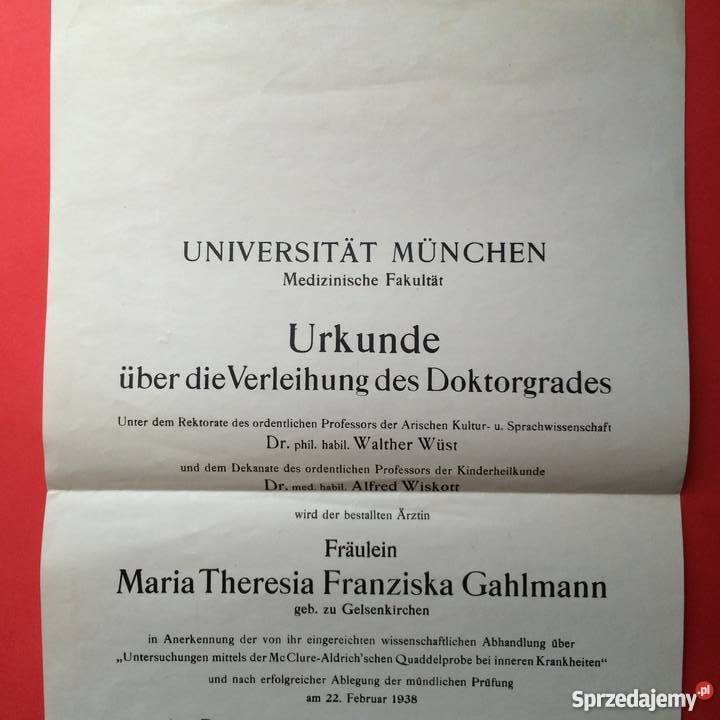 UNIVERSITÄT MÜNCHEN
Medizinische Fakultät
Urkunde
über die Verleihung des Doktorgrades
Unter dem Rektorate des ordentlichen Professors der Arischen Kultur- u. Sprachwissenschaft
Dr. phil. habil. Walther Wüst
und dem Dekanate des ordentlichen Professors der Kinderheilkunde
Dr. med. habil. Alfred Wiskott
wird der bestallten Ärztin
Fräulein
Maria Theresia Franziska Gahlmann
geb. zu Gelsenkirchen
in Anerkennung der von ihr eingereichten wissenschaftlichen Abhandlung über
„Untersuchungen mittels der Mc Clure-Aldrich'schen Quaddelprobe bei inneren Krankheiten"
und nach erfolgreicher Ablegung der mündlichen Prüfung
am 22. Februar 1938
Sprzedajemy.pl